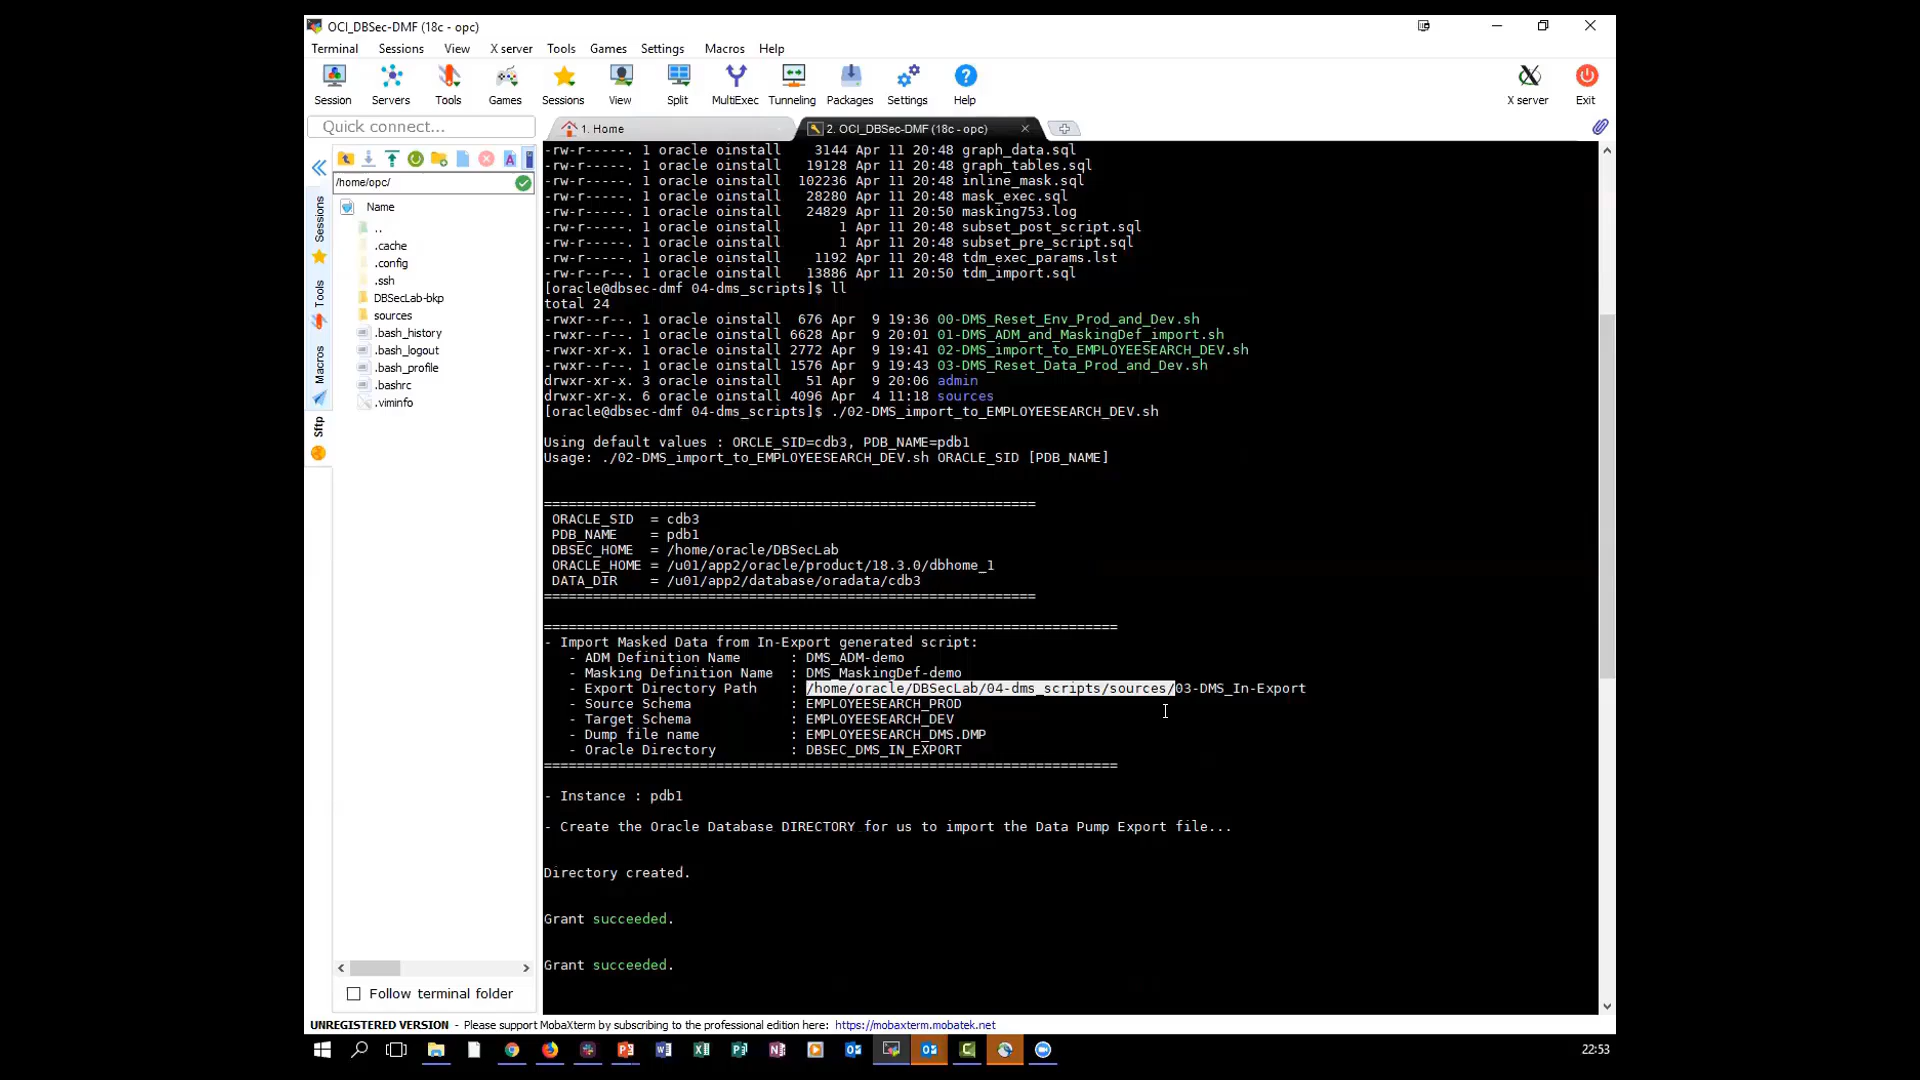 OCI_DBSec-DMF (18c - opc)
Terminal Sessions View X server Tools Games Settings Macros Help
Session Servers Tools Games Sessions View Split MultiExec Tunneling Packages Settings Help X server Exit
Quick connect...
1. Home
2. OCI_DBSec-DMF (18c - opc)
/home/opc/
Name
..
.cache
.config
.ssh
DBSecLab-bkp
sources
.bash_history
.bash_logout
.bash_profile
.bashrc
.viminfo
Sessions
Tools
Macros
Sftp
Follow terminal folder
-rw-r-----. 1 oracle oinstall 3144 Apr 11 20:48 graph_data.sql
-rw-r-----. 1 oracle oinstall 19128 Apr 11 20:48 graph_tables.sql
-rw-r-----. 1 oracle oinstall 102236 Apr 11 20:48 inline_mask.sql
-rw-r-----. 1 oracle oinstall 28280 Apr 11 20:48 mask_exec.sql
-rw-r-----. 1 oracle oinstall 24829 Apr 11 20:50 masking753.log
-rw-r-----. 1 oracle oinstall 1 Apr 11 20:48 subset_post_script.sql
-rw-r-----. 1 oracle oinstall 1 Apr 11 20:48 subset_pre_script.sql
-rw-r-----. 1 oracle oinstall 1192 Apr 11 20:48 tdm_exec_params.lst
-rw-r--r--. 1 oracle oinstall 13886 Apr 11 20:50 tdm_import.sql
[oracle@dbsec-dmf 04-dms_scripts]$ ll
total 24
-rwxr--r--. 1 oracle oinstall 676 Apr 9 19:36 00-DMS_Reset_Env_Prod_and_Dev.sh
-rwxr--r--. 1 oracle oinstall 6628 Apr 9 20:01 01-DMS_ADM_and_MaskingDef_import.sh
-rwxr-xr-x. 1 oracle oinstall 2772 Apr 9 19:41 02-DMS_import_to_EMPLOYEESEARCH_DEV.sh
-rwxr--r--. 1 oracle oinstall 1576 Apr 9 19:43 03-DMS_Reset_Data_Prod_and_Dev.sh
drwxr-xr-x. 3 oracle oinstall 51 Apr 9 20:06 admin
drwxr-xr-x. 6 oracle oinstall 4096 Apr 4 11:18 sources
[oracle@dbsec-dmf 04-dms_scripts]$ ./02-DMS_import_to_EMPLOYEESEARCH_DEV.sh
Using default values : ORCLE_SID=cdb3, PDB_NAME=pdb1
Usage: ./02-DMS_import_to_EMPLOYEESEARCH_DEV.sh ORACLE_SID [PDB_NAME]
============================================================
ORACLE_SID = cdb3
PDB_NAME = pdb1
DBSEC_HOME = /home/oracle/DBSecLab
ORACLE_HOME = /u01/app2/oracle/product/18.3.0/dbhome_1
DATA_DIR = /u01/app2/database/oradata/cdb3
============================================================
======================================================================
- Import Masked Data from In-Export generated script:
- ADM Definition Name : DMS_ADM-demo
- Masking Definition Name : DMS_MaskingDef-demo
- Export Directory Path : /home/oracle/DBSecLab/04-dms_scripts/sources/03-DMS_In-Export
- Source Schema : EMPLOYEESEARCH_PROD
- Target Schema : EMPLOYEESEARCH_DEV
- Dump file name : EMPLOYEESEARCH_DMS.DMP
- Oracle Directory : DBSEC_DMS_IN_EXPORT
======================================================================
- Instance : pdb1
- Create the Oracle Database DIRECTORY for us to import the Data Pump Export file...
Directory created.
Grant succeeded.
Grant succeeded.
UNREGISTERED VERSION - Please support MobaXterm by subscribing to the professional edition here: https://mobaxterm.mobatek.net
22:53